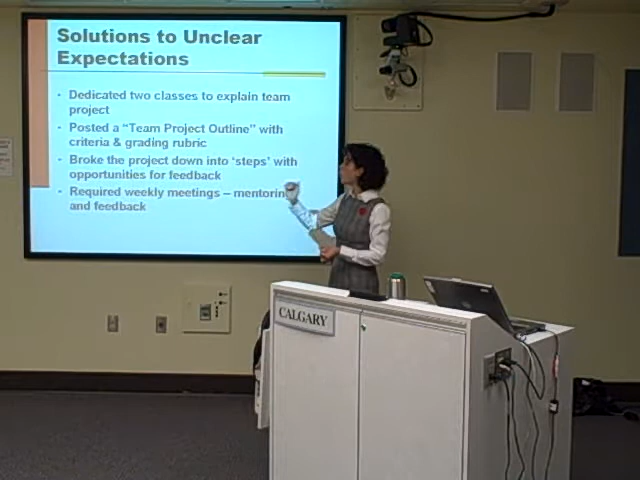 Solutions to Unclear
Expectations
- Dedicated two classes to explain team
project
- Posted a "Team Project Outline" with
criteria & grading rubric
- Broke the project down into 'steps' with
opportunities for feedback
- Required weekly meetings – mentorin
and feedback
CALGARY